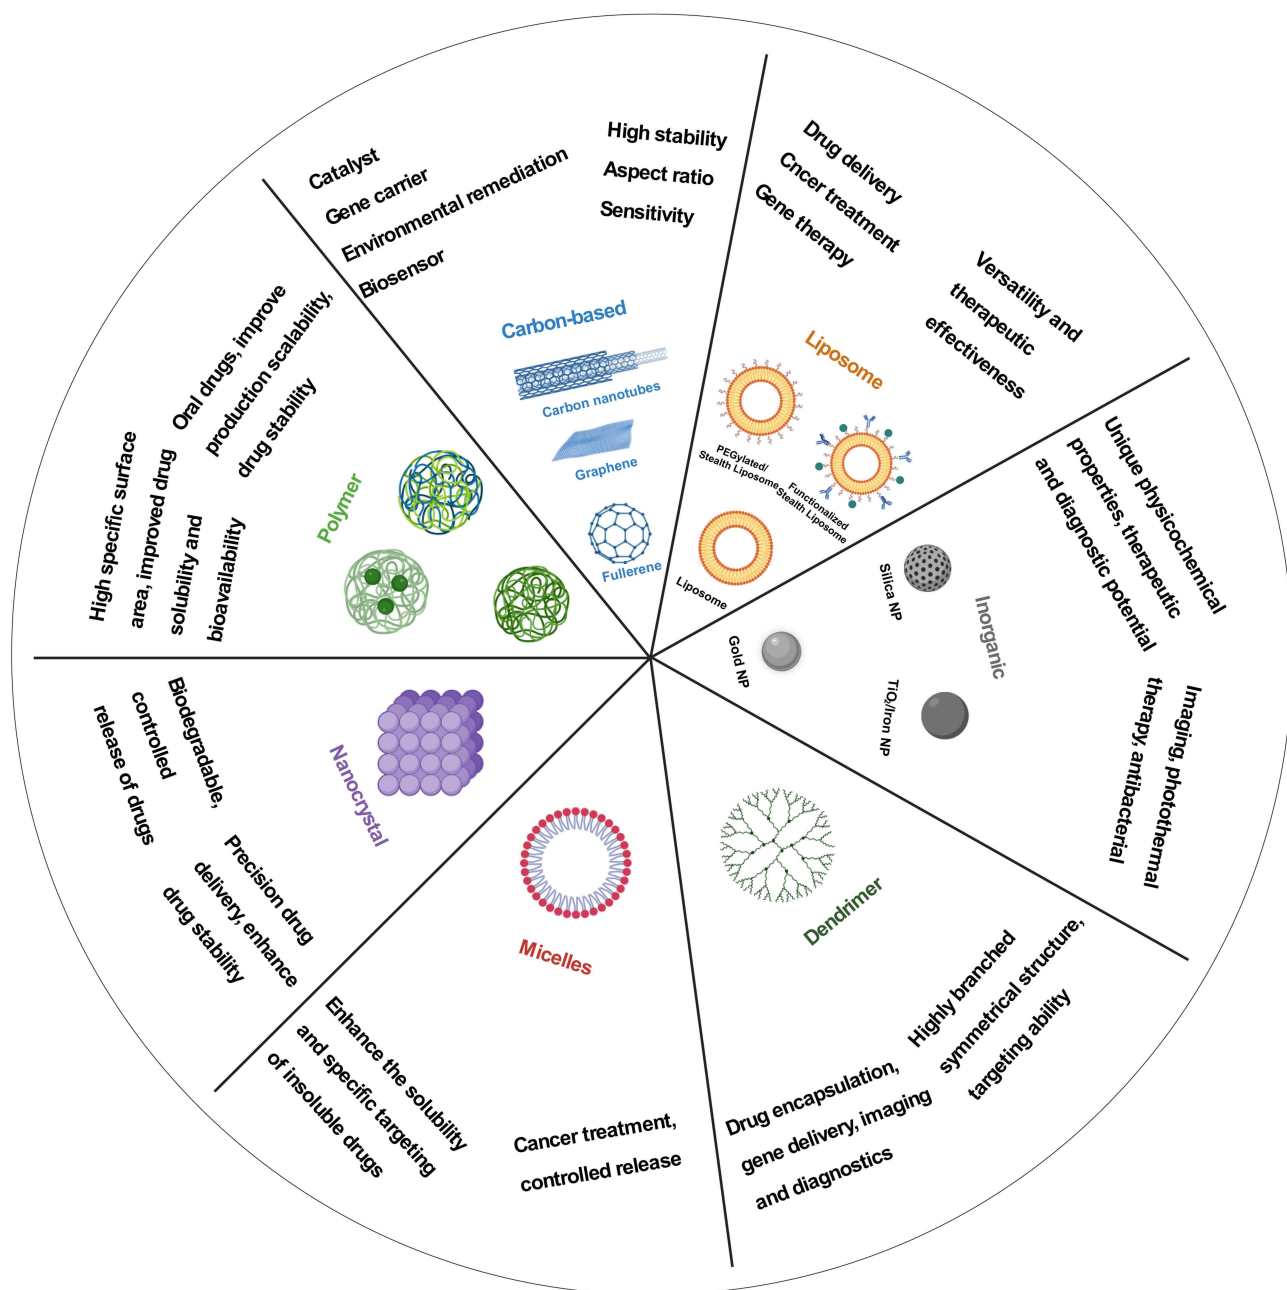 Catalyst
Gene carrier
Environmental remediation
Biosensor
High stability
Aspect ratio
Sensitivity
Carbon-based
Carbon nanotubes
Graphene
Fullerene
Drug delivery
Cncer treatment
Gene therapy
Versatility and
therapeutic
effectiveness
Liposome
PEGylated/
Stealth Liposome
Functionalized
Stealth Liposome
Liposome
Unique physicochemical
properties, therapeutic
and diagnostic potential
Imaging, photothermal
therapy, antibacterial
Inorganic
Silica NP
Gold NP
TiO₂/Iron NP
Dendrimer
Highly branched
symmetrical structure,
targeting ability
Drug encapsulation,
gene delivery, imaging
and diagnostics
Micelles
Cancer treatment,
controlled release
Enhance the solubility
and specific targeting
of insoluble drugs
Nanocrystal
Precision drug
delivery, enhance
drug stability
Biodegradable,
controlled
release of drugs
Polymer
High specific surface
area, improved drug
solubility and
bioavailability
Oral drugs, improve
production scalability,
drug stability